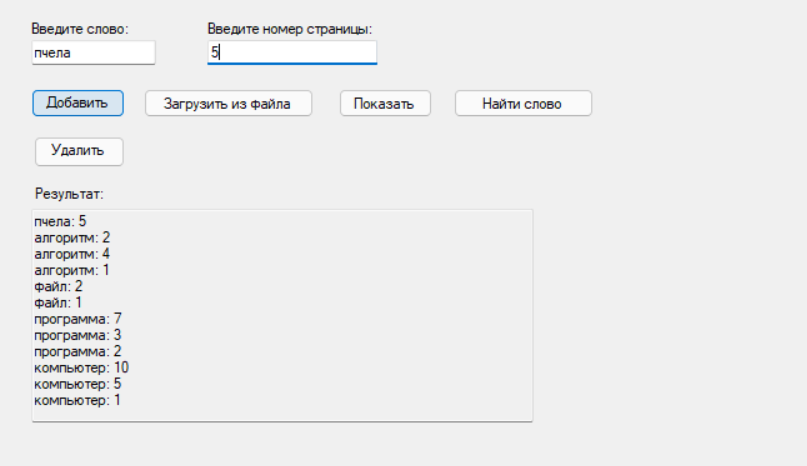 Введите слово:
Введите номер страницы:
пчела
5
Добавить
Загрузить из файла
Показать
Найти слово
Удалить
Результат:
пчела: 5
алгоритм: 2
алгоритм: 4
алгоритм: 1
файл: 2
файл: 1
программа: 7
программа: 3
программа: 2
компьютер: 10
компьютер: 5
компьютер: 1